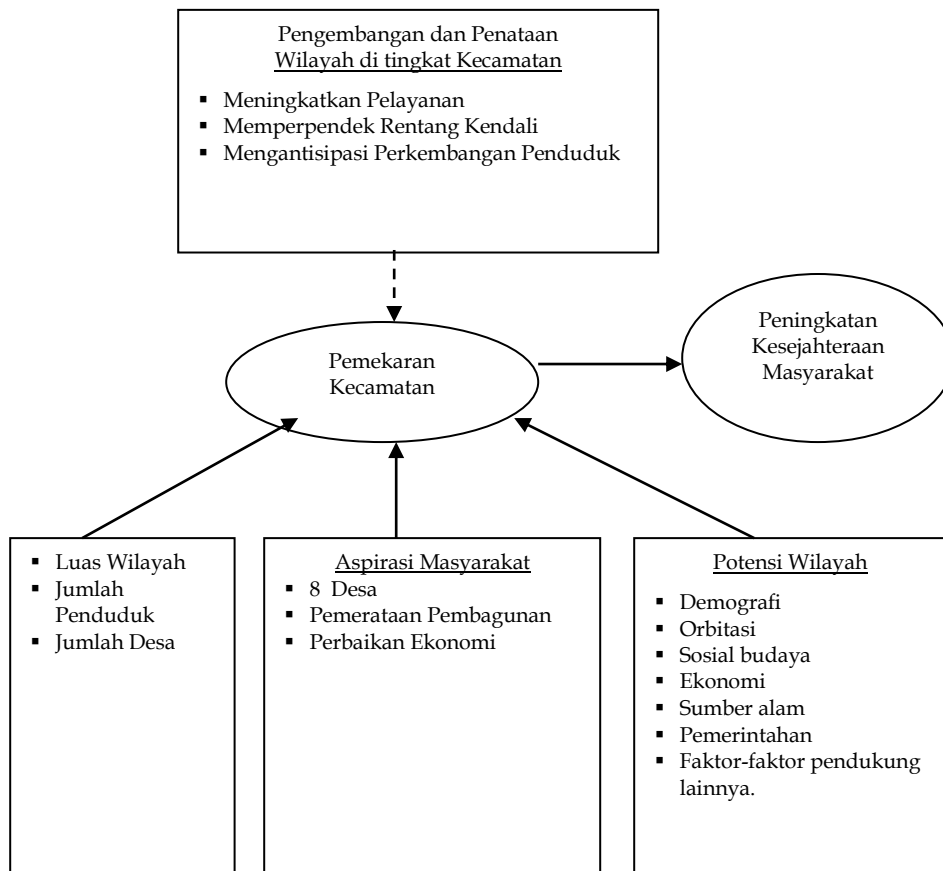 Pengembangan dan Penataan
Wilayah di tingkat Kecamatan
▪ Meningkatkan Pelayanan
▪ Memperpendek Rentang Kendali
▪ Mengantisipasi Perkembangan Penduduk
Peningkatan
Kesejahteraan
Masyarakat
Pemekaran
Kecamatan
▪ Luas Wilayah
▪ Jumlah
Penduduk
▪ Jumlah Desa
Aspirasi Masyarakat
▪ 8 Desa
▪ Pemerataan Pembagunan
▪ Perbaikan Ekonomi
Potensi Wilayah
▪ Demografi
▪ Orbitasi
▪ Sosial budaya
▪ Ekonomi
▪ Sumber alam
▪ Pemerintahan
▪ Faktor-faktor pendukung
lainnya.